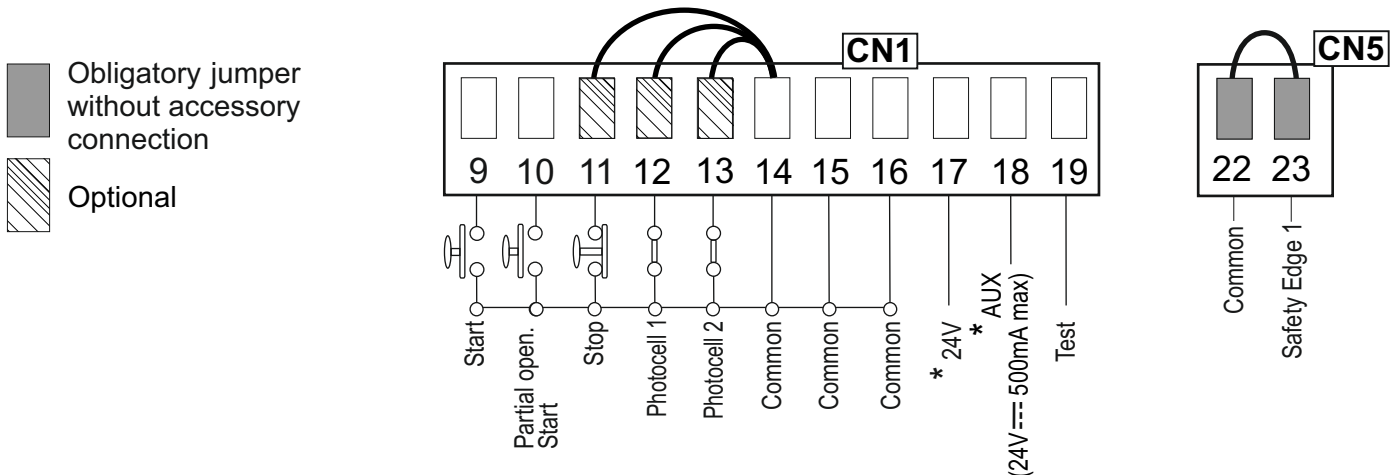 Obligatory jumper
without accessory
connection
Optional
CN1
9 10 11 12 13 14 15 16 17 18 19
Start
Partial open.
Start
Stop
Photocell 1
Photocell 2
Common
Common
Common
* 24V
* AUX
(24V⎓ 500mA max)
Test
CN5
22 23
Common
Safety Edge 1